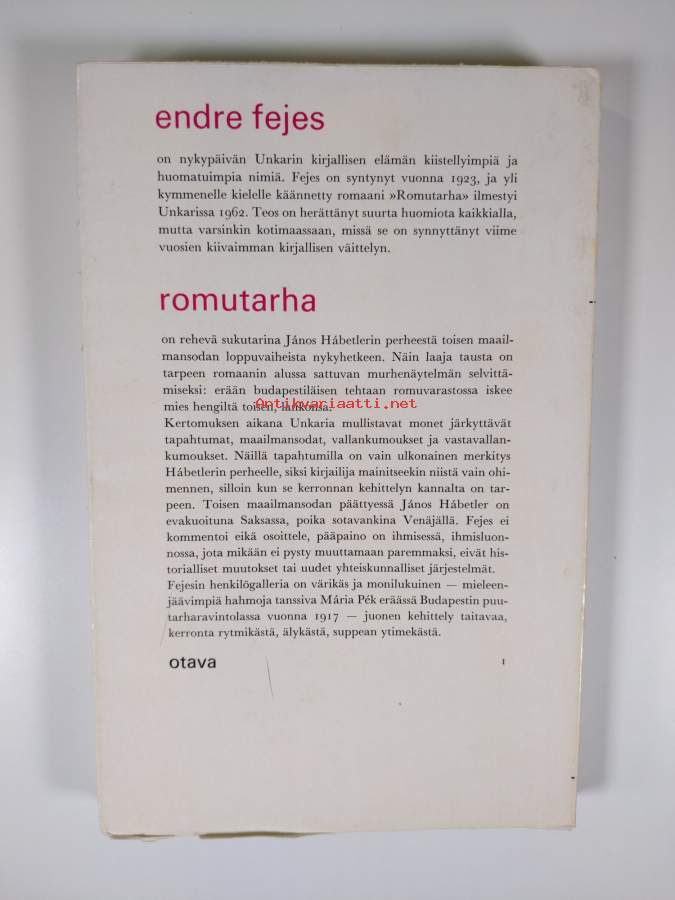 endre fejes
on nykypäivän Unkarin kirjallisen elämän kiistellyimpiä ja
huomatuimpia nimiä. Fejes on syntynyt vuonna 1923, ja yli
kymmenelle kielelle käännetty romaani »Romutarha» ilmestyi
Unkarissa 1962. Teos on herättänyt suurta huomiota kaikkialla,
mutta varsinkin kotimaassaan, missä se on synnyttänyt viime
vuosien kiivaimman kirjallisen väittelyn.
romutarha
on rehevä sukutarina János Hábetlerin perheestä toisen maail-
mansodan loppuvaiheista nykyhetkeen. Näin laaja tausta on
tarpeen romaanin alussa sattuvan murhenäytelmän selvittä-
miseksi: erään budapestiläisen tehtaan romuvarastossa iskee
mies hengiltä toisen, lankonsa.
Antikvariaatti.net
Kertomuksen aikana Unkaria mullistavat monet järkyttävät
tapahtumat, maailmansodat, vallankumoukset ja vastavallan-
kumoukset. Näillä tapahtumilla on vain ulkonainen merkitys
Hábetlerin perheelle, siksi kirjailija mainitseekin niistä vain ohi-
mennen, silloin kun se kerronnan kehittelyn kannalta on tar-
peen. Toisen maailmansodan päättyessä János Hábetler on
evakuoituna Saksassa, poika sotavankina Venäjällä. Fejes ei
kommentoi eikä osoittele, pääpaino on ihmisessä, ihmisluon-
nossa, jota mikään ei pysty muuttamaan paremmaksi, eivät his-
torialliset muutokset tai uudet yhteiskunnalliset järjestelmät.
Fejesin henkilögalleria on värikäs ja monilukuinen — mieleen-
jäävimpiä hahmoja tanssiva Mária Pék eräässä Budapestin puu-
tarharavintolassa vuonna 1917 — juonen kehittely taitavaa,
kerronta rytmikästä, älykästä, suppean ytimekästä.
otava
1